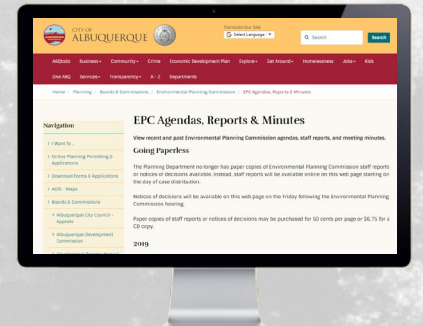 CITY OF
ALBUQUERQUE
Translate Our Site
Select Language ▼
Search
Search
ABQtodo Business Community Crime Economic Development Plan Explore Get Around Homelessness Jobs Kids
One ABQ Services Transparency A - Z Departments
Home / Planning / Boards & Commissions / Environmental Planning Commission / EPC Agendas, Reports & Minutes
Navigation
I Want To ...
Online Planning Permitting & Applications
Download Forms & Applications
AGIS - Maps
Boards & Commissions
Albuquerque City Council - Appeals
Albuquerque Development Commission
EPC Agendas, Reports & Minutes
View recent and past Environmental Planning Commission agendas, staff reports, and meeting minutes.
Going Paperless
The Planning Department no longer has paper copies of Environmental Planning Commission staff reports
or notices of decisions available. Instead, staff reports will be available online on this web page starting on
the day of case distribution.
Notices of decisions will be available on this web page on the Friday following the Environmental Planning
Commission hearing.
Paper copies of staff reports or notices of decisions may be purchased for 50 cents per page or $6.75 for a
CD copy.
2019